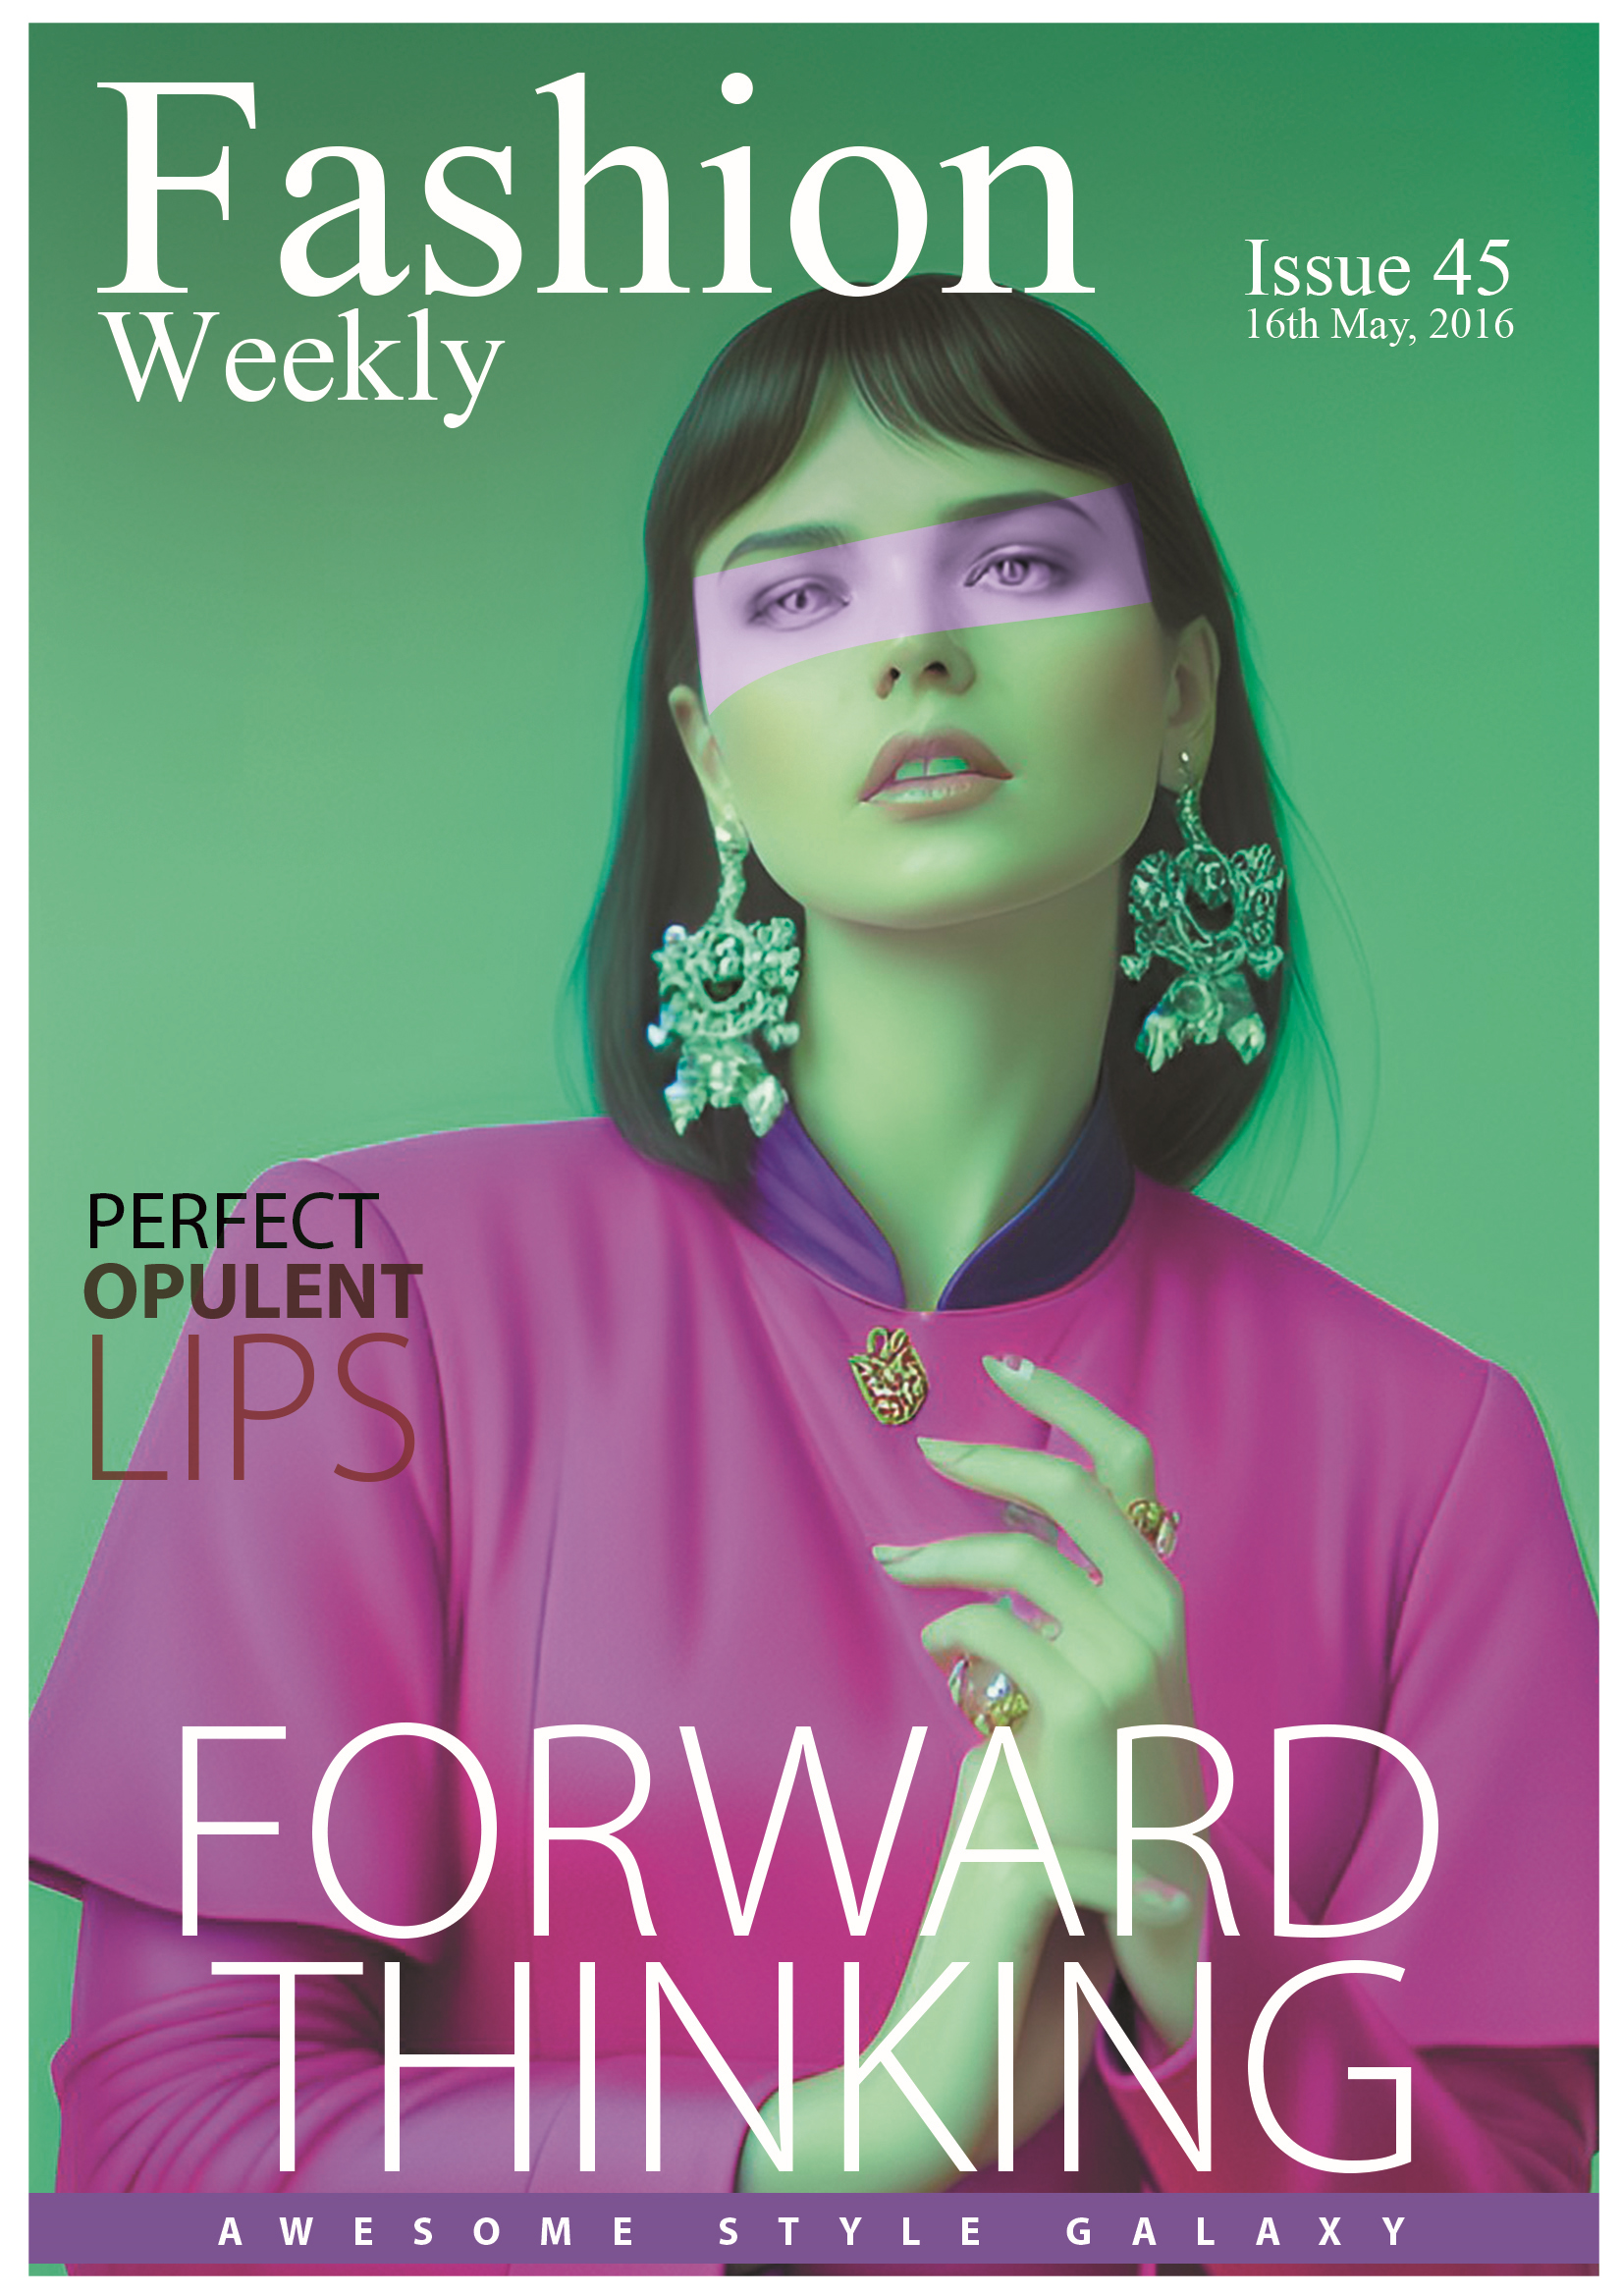 Fashion
Weekly
Issue 45
16th May, 2016
PERFECT
OPULENT
LIPS
FORWARD
THINKING
AWESOME STYLE GALAXY